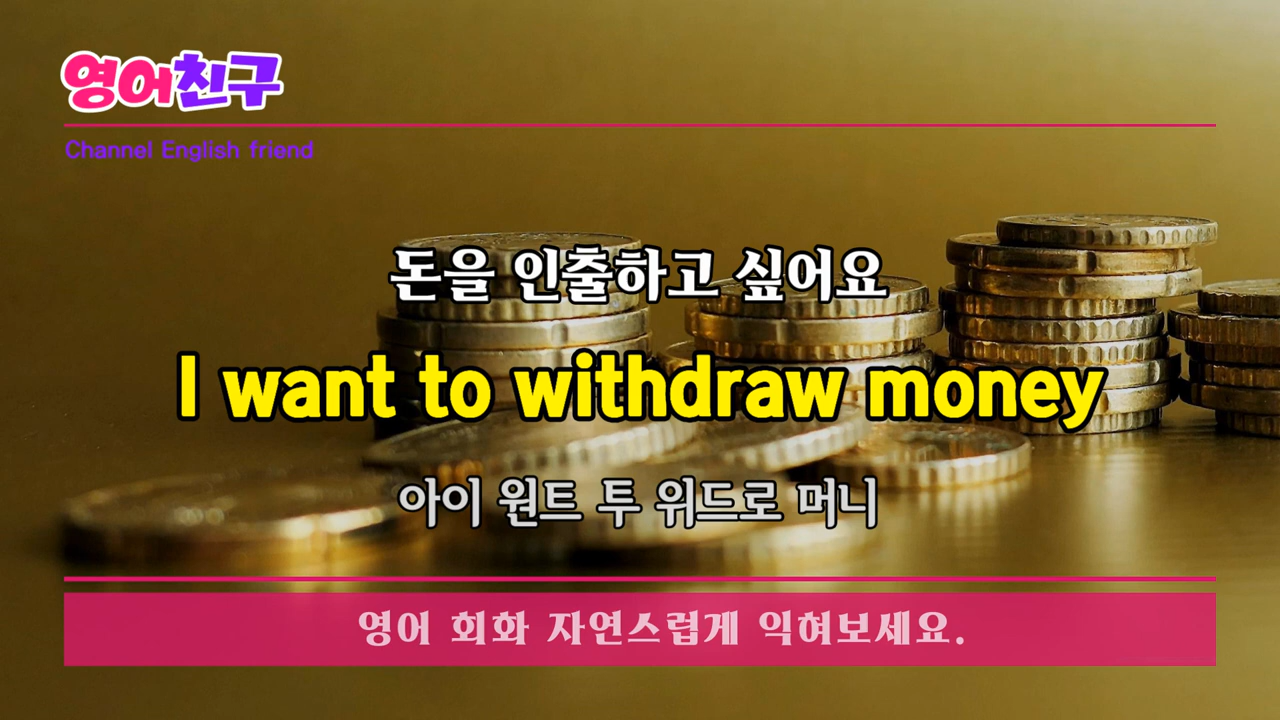 영어친구
Channel English friend
돈을 인출하고 싶어요
I want to withdraw money
아이 원트 투 위드로 머니
영어 회화 자연스럽게 익혀보세요.